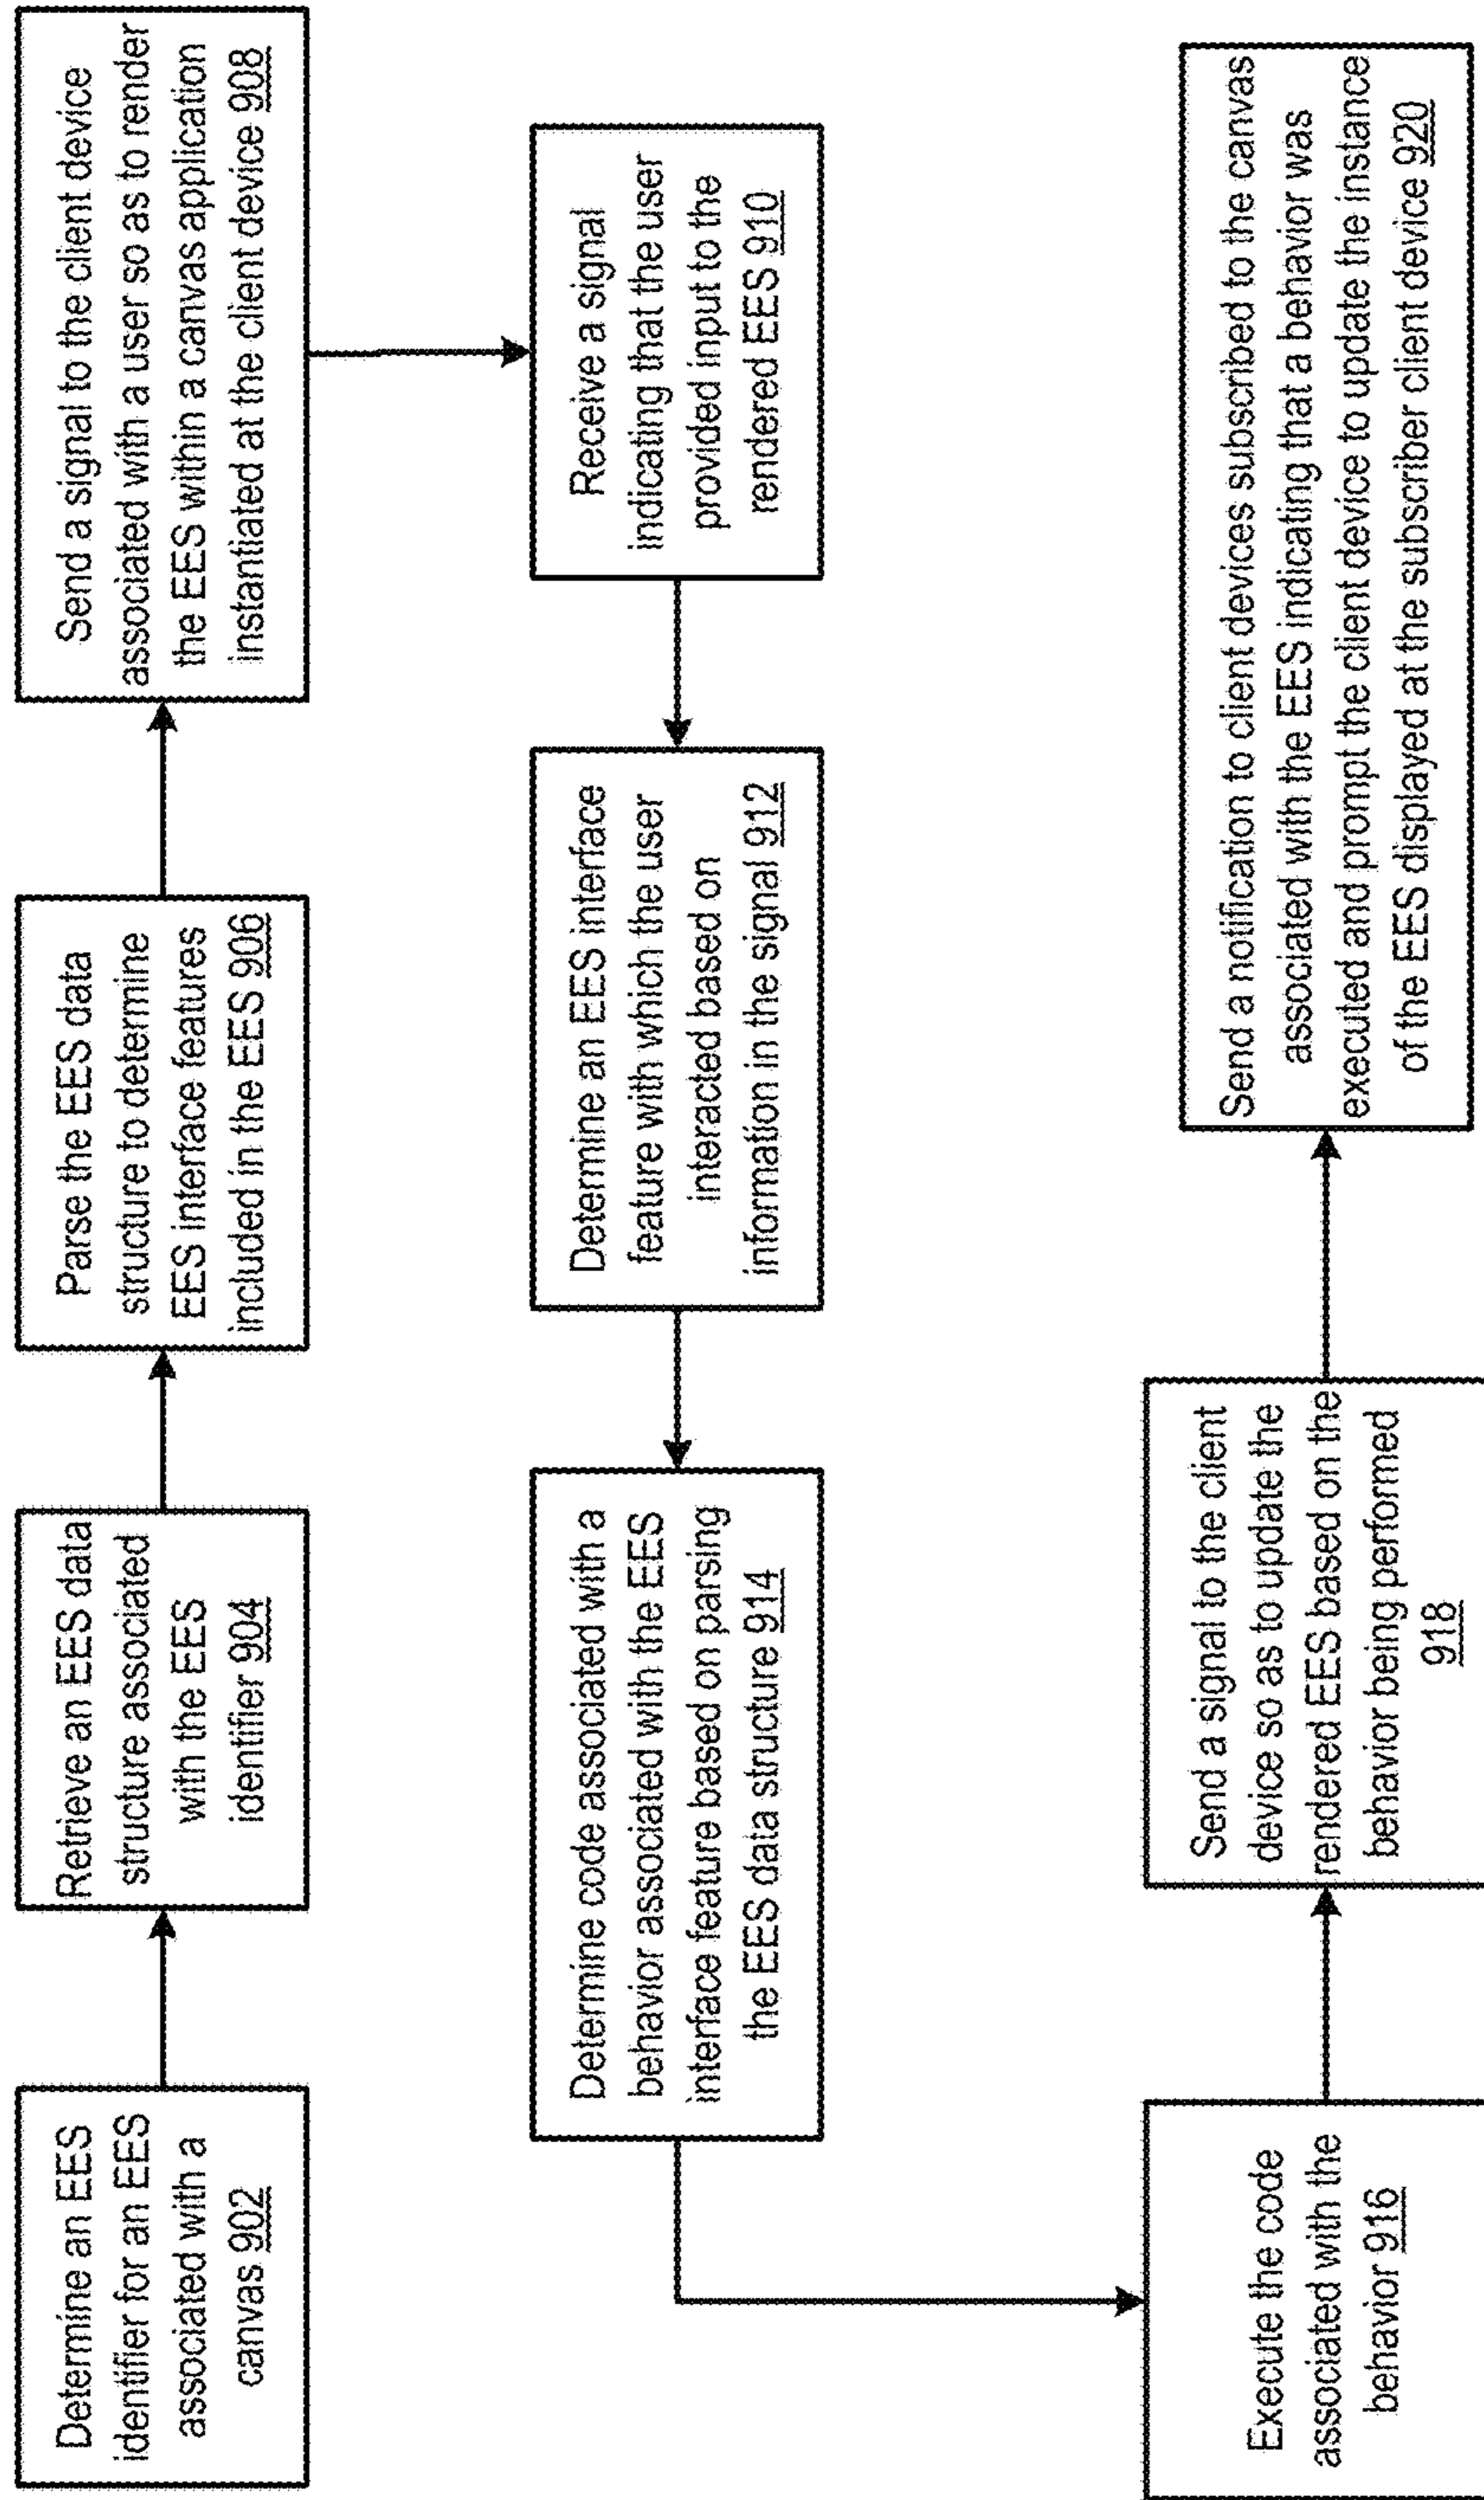 Determine an EES
identifier for an EES
associated with a
canvas 902
Retrieve an EES data
structure associated
with the EES
identifier 904
Parse the EES data
structure to determine
EES interface features
included in the EES 906
Send a signal to the client device
associated with a user so as to render
the EES within a canvas application
instantiated at the client device 908
Receive a signal
indicating that the user
provided input to the
rendered EES 910
Determine an EES interface
feature with which the user
interacted based on
information in the signal 912
Determine code associated with a
behavior associated with the EES
interface feature based on parsing
the EES data structure 914
Execute the code
associated with the
behavior 916
Send a signal to the client
device so as to update the
rendered EES based on the
behavior being performed
918
Send a notification to client devices subscribed to the canvas
associated with the EES indicating that a behavior was
executed and prompt the client device to update the instance
of the EES displayed at the subscriber client device 920